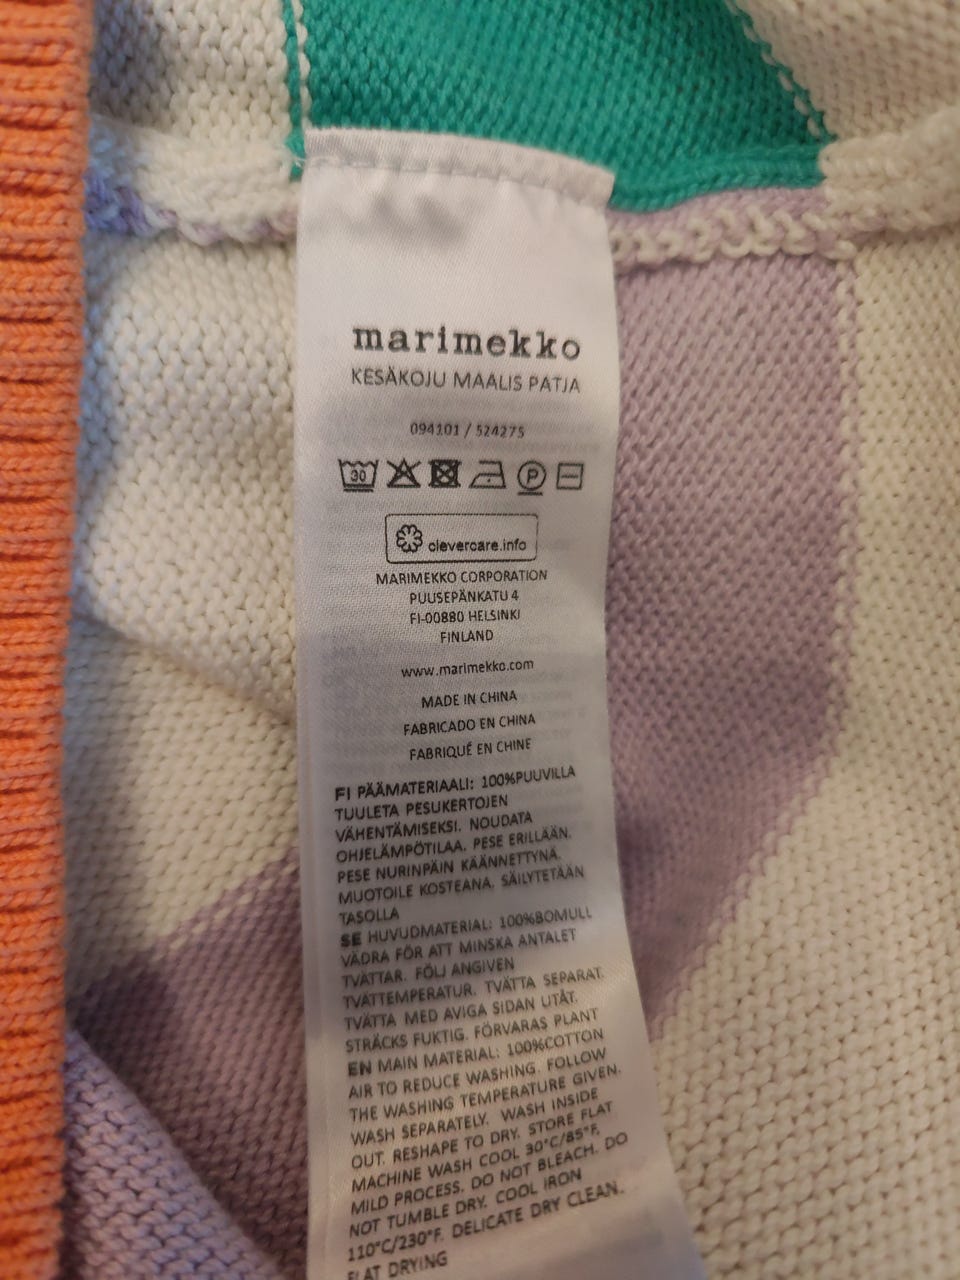 marimekko
KESÄKOJU MAALIS PATJA
094101 / 524275
30 P
clevercare.info
MARIMEKKO CORPORATION
PUUSEPÄNKATU 4
FI-00880 HELSINKI
FINLAND
www.marimekko.com
MADE IN CHINA
FABRICADO EN CHINA
FABRIQUÉ EN CHINE
FI PÄÄMATERIAALI: 100%PUUVILLA
TUULETA PESUKERTOJEN
VÄHENTÄMISEKSI. NOUDATA
OHJELÄMPÖTILAA. PESE ERILLÄÄN.
PESE NURINPÄIN KÄÄNNETTYNÄ.
MUOTOILE KOSTEANA. SÄILYTETÄÄN
TASOLLA
SE HUVUDMATERIAL: 100%BOMULL
VÄDRA FÖR ATT MINSKA ANTALET
TVÄTTAR. FÖLJ ANGIVEN
TVÄTTEMPERATUR. TVÄTTA SEPARAT.
TVÄTTA MED AVIGA SIDAN UTÅT.
STRÄCKS FUKTIG. FÖRVARAS PLANT
EN MAIN MATERIAL: 100%COTTON
AIR TO REDUCE WASHING. FOLLOW
THE WASHING TEMPERATURE GIVEN.
WASH SEPARATELY. WASH INSIDE
OUT. RESHAPE TO DRY. STORE FLAT
MACHINE WASH COOL 30°C/85°F,
MILD PROCESS. DO NOT BLEACH. DO
NOT TUMBLE DRY. COOL IRON
110°C/230°F. DELICATE DRY CLEAN.
FLAT DRYING